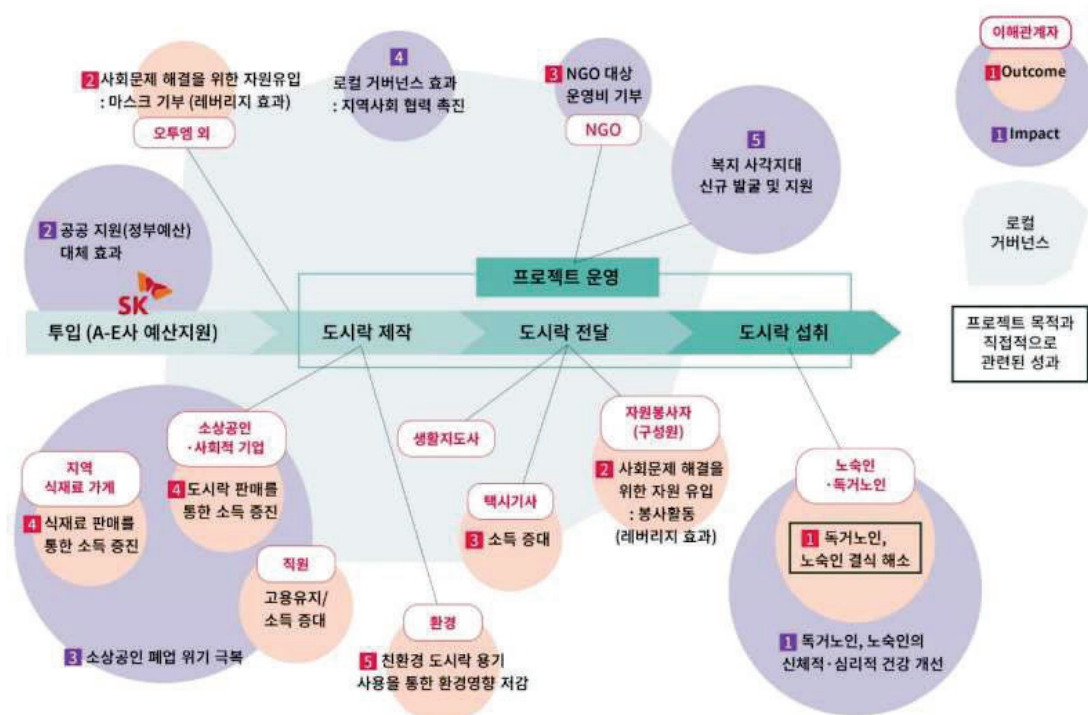 2 사회문제 해결을 위한 자원유입
: 마스크 기부 (레버리지 효과)
오투엠 외
4
로컬 거버넌스 효과
: 지역사회 협력 촉진
3 NGO 대상
운영비 기부
NGO
5
복지 사각지대
신규 발굴 및 지원
이해관계자
1 Outcome
1 Impact
로컬
거버넌스
프로젝트 목적과
직접적으로
관련된 성과
2 공공 지원(정부예산)
대체 효과
SK
프로젝트 운영
투입 (A-E사 예산지원)
도시락 제작
도시락 전달
도시락 섭취
소상공인
·사회적 기업
4 도시락 판매를
통한 소득 증진
지역
식재료 가게
4 식재료 판매를
통한 소득 증진
직원
고용유지/
소득 증대
3 소상공인 폐업 위기 극복
환경
5 친환경 도시락 용기
사용을 통한 환경영향 저감
생활지도사
택시기사
3 소득 증대
자원봉사자
(구성원)
2 사회문제 해결을
위한 자원 유입
: 봉사활동
(레버리지 효과)
노숙인
·독거노인
1 독거노인,
노숙인 결식 해소
1 독거노인, 노숙인의
신체적·심리적 건강 개선